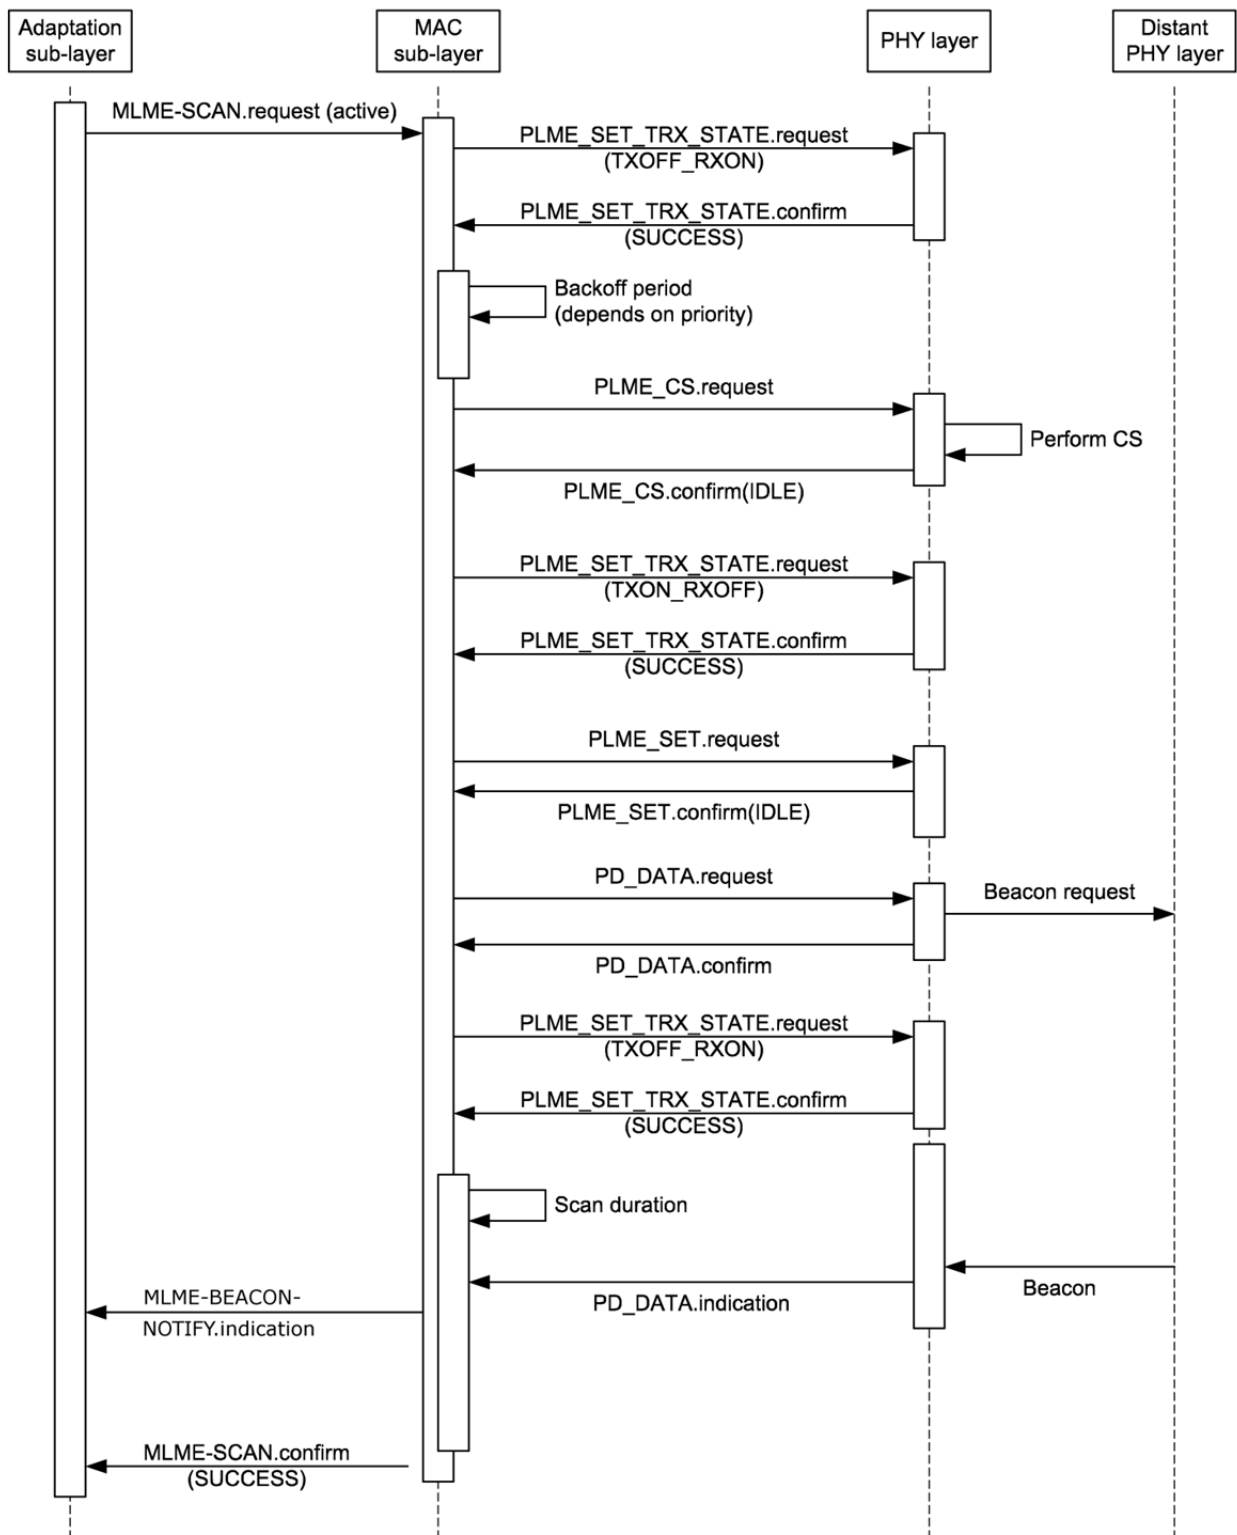 Adaptation
sub-layer
MAC
sub-layer
PHY layer
Distant
PHY layer
MLME-SCAN.request (active)
PLME_SET_TRX_STATE.request
(TXOFF_RXON)
PLME_SET_TRX_STATE.confirm
(SUCCESS)
Backoff period
(depends on priority)
PLME_CS.request
Perform CS
PLME_CS.confirm(IDLE)
PLME_SET_TRX_STATE.request
(TXON_RXOFF)
PLME_SET_TRX_STATE.confirm
(SUCCESS)
PLME_SET.request
PLME_SET.confirm(IDLE)
PD_DATA.request
Beacon request
PD_DATA.confirm
PLME_SET_TRX_STATE.request
(TXOFF_RXON)
PLME_SET_TRX_STATE.confirm
(SUCCESS)
Scan duration
Beacon
PD_DATA.indication
MLME-BEACON-
NOTIFY.indication
MLME-SCAN.confirm
(SUCCESS)